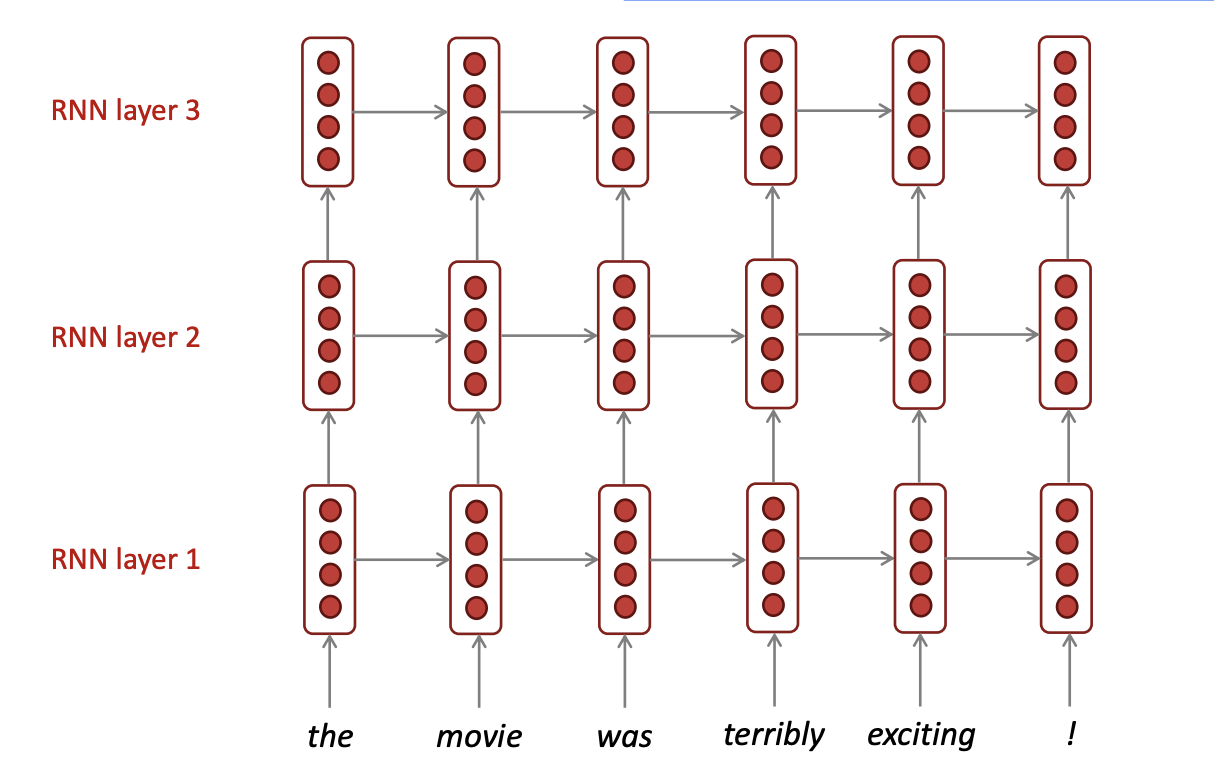 RNN layer 3
RNN layer 2
RNN layer 1
the movie was terribly exciting !